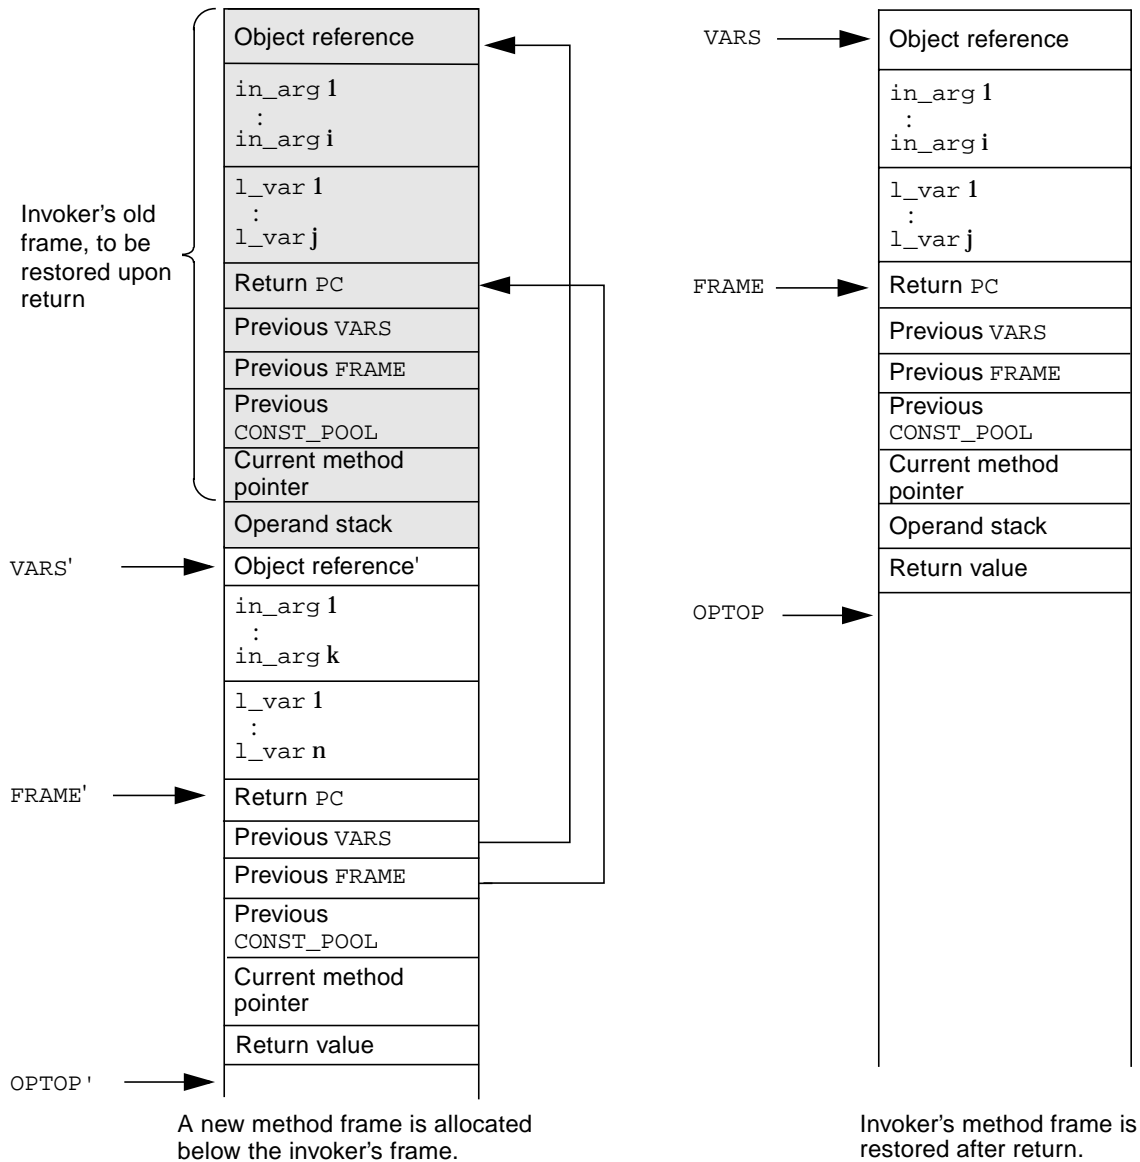 Object reference
in_arg 1
:
in_arg i
l_var 1
:
l_var j
Invoker's old
frame, to be
restored upon
return
Return PC
Previous VARS
Previous FRAME
Previous
CONST_POOL
Current method
pointer
Operand stack
VARS'
Object reference'
in_arg 1
:
in_arg k
l_var 1
:
l_var n
FRAME'
Return PC
Previous VARS
Previous FRAME
Previous
CONST_POOL
Current method
pointer
Return value
OPTOP'
A new method frame is allocated
below the invoker's frame.
VARS
Object reference
in_arg 1
:
in_arg i
l_var 1
:
l_var j
FRAME
Return PC
Previous VARS
Previous FRAME
Previous
CONST_POOL
Current method
pointer
Operand stack
Return value
OPTOP
Invoker's method frame is
restored after return.